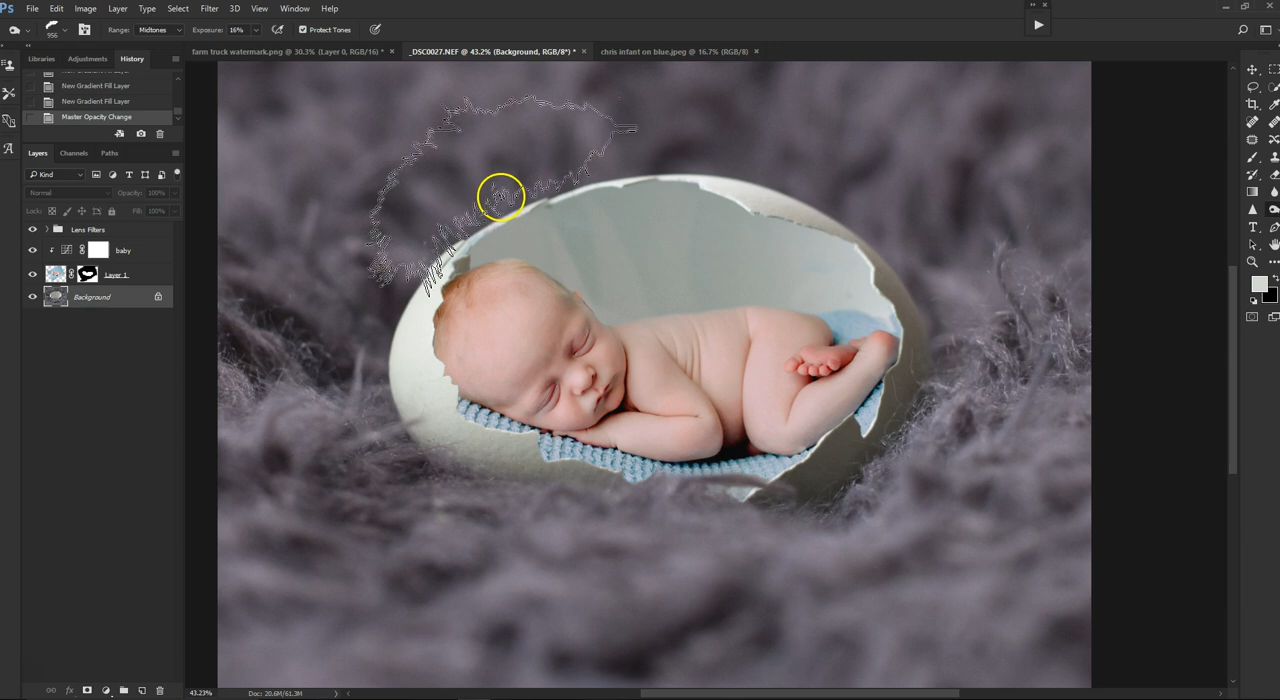 Ps File Edit Image Layer Type Select Filter 3D View Window Help
956 Range: Midtones Exposure: 16% Protect Tones
farm truck watermark.png @ 30.3% (Layer 0, RGB/16) * × _DSC0027.NEF @ 43.2% (Background, RGB/8*) * × chris infant on blue.jpeg @ 16.7% (RGB/8) ×
Libraries Adjustments History
New Gradient Fill Layer
New Gradient Fill Layer
Master Opacity Change
Layers Channels Paths
Kind
Normal Opacity: 100%
Lock: Fill: 100%
Lens Filters
baby
Layer 1
Background
43.23% Doc: 20.6M/61.3M